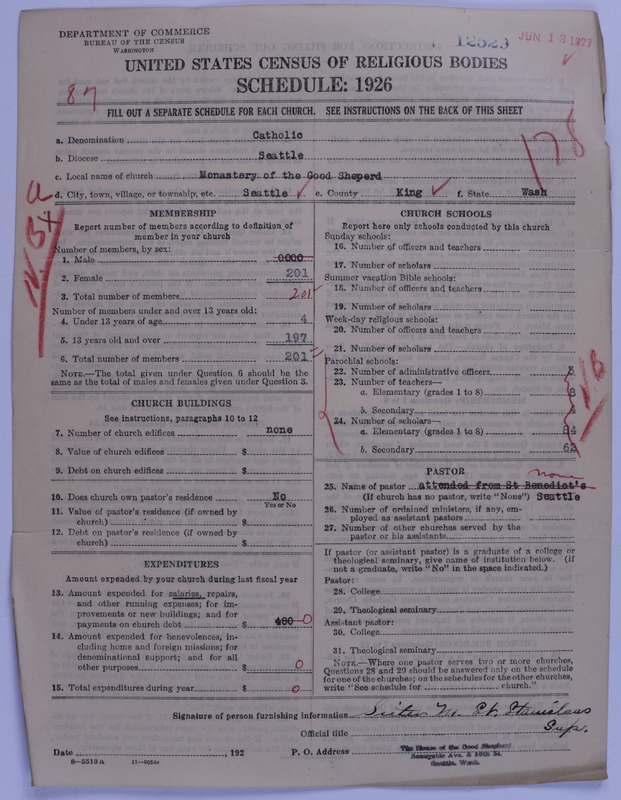 DEPARTMENT OF COMMERCE
BUREAU OF THE CENSUS
WASHINGTON
12529
JUN 13 1927
UNITED STATES CENSUS OF RELIGIOUS BODIES
SCHEDULE: 1926
87
FILL OUT A SEPARATE SCHEDULE FOR EACH CHURCH. SEE INSTRUCTIONS ON THE BACK OF THIS SHEET
178
a. Denomination Catholic
b. Diocese Seattle
c. Local name of church Monastery of the Good Sheperd
d. City, town, village, or township, etc. Seattle e. County King f. State Wash
MEMBERSHIP
Report number of members according to definition of
member in your church
Number of members, by sex:
1. Male 0000
2. Female 201
3. Total number of members 201
Number of members under and over 13 years old:
4. Under 13 years of age 4
5. 13 years old and over 197
6. Total number of members 201
NOTE.—The total given under Question 6 should be
same as the total of males and females given under Question 3.
CHURCH BUILDINGS
See instructions, paragraphs 10 to 12
7. Number of church edifices none
8. Value of church edifices $
9. Debt on church edifices $
10. Does church own pastor's residence No
Yes or No
11. Value of pastor's residence (if owned by
church) $
12. Debt on pastor's residence (if owned by
church) $
EXPENDITURES
Amount expended by your church during last fiscal year
13. Amount expended for salaries, repairs,
and other running expenses; for im-
provements or new buildings; and for
payments on church debt $ 480 0
14. Amount expended for benevolences, in-
cluding home and foreign missions; for
denominational support; and for all
other purposes $ 0
15. Total expenditures during year $ 0
CHURCH SCHOOLS
Report here only schools conducted by this church
Sunday schools:
16. Number of officers and teachers
17. Number of scholars
Summer vacation Bible schools:
18. Number of officers and teachers
19. Number of scholars
Week-day religious schools:
20. Number of officers and teachers
21. Number of scholars
Parochial schools:
22. Number of administrative officers
23. Number of teachers—
a. Elementary (grades 1 to 8)
b. Secondary 4
24. Number of scholars—
a. Elementary (grades 1 to 8) 84
b. Secondary 62
PASTOR
none
25. Name of pastor attended from St Benedict's
(If church has no pastor, write "None") Seattle
26. Number of ordained ministers, if any, em-
ployed as assistant pastors
27. Number of other churches served by the
pastor or his assistants
If pastor (or assistant pastor) is a graduate of a college or
theological seminary, give name of institution below. (If
not a graduate, write "No" in the space indicated.)
Pastor:
28. College
29. Theological seminary
Assistant pastor:
30. College
31. Theological seminary
NOTE.—Where one pastor serves two or more churches,
Questions 28 and 29 should be answered only on the schedule
for one of the churches; on the schedules for the other churches,
write "See schedule for church."
Signature of person furnishing information Sister M. St. Stanislaus
Official title Sup.
Date , 192 P. O. Address The House of the Good Shepherd
Sunnyside Ave. & 50th St.
Seattle, Wash.
8—5519 a 11—9064a